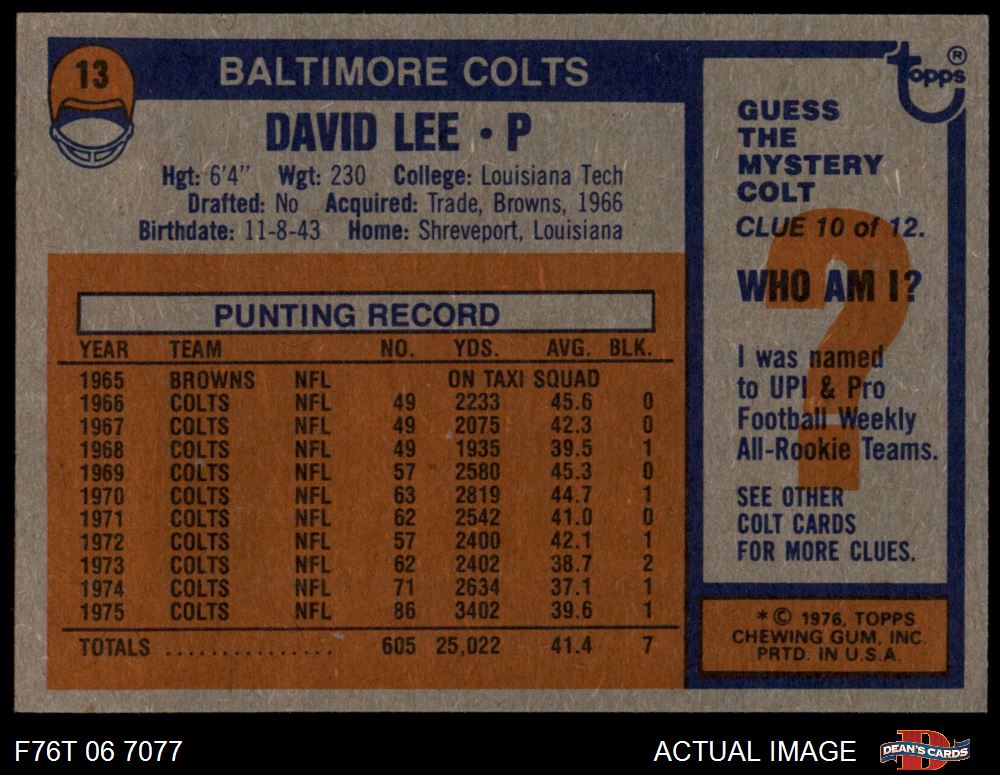 13
BALTIMORE COLTS
DAVID LEE • P
Hgt: 6'4" Wgt: 230 College: Louisiana Tech
Drafted: No Acquired: Trade, Browns, 1966
Birthdate: 11-8-43 Home: Shreveport, Louisiana
PUNTING RECORD
YEAR TEAM NO. YDS. AVG. BLK.
1965 BROWNS NFL ON TAXI SQUAD
1966 COLTS NFL 49 2233 45.6 0
1967 COLTS NFL 49 2075 42.3 0
1968 COLTS NFL 49 1935 39.5 1
1969 COLTS NFL 57 2580 45.3 0
1970 COLTS NFL 63 2819 44.7 1
1971 COLTS NFL 62 2542 41.0 0
1972 COLTS NFL 57 2400 42.1 1
1973 COLTS NFL 62 2402 38.7 2
1974 COLTS NFL 71 2634 37.1 1
1975 COLTS NFL 86 3402 39.6 1
TOTALS ............... 605 25,022 41.4 7
topps ®
GUESS
THE
MYSTERY
COLT
CLUE 10 of 12.
WHO AM I?
?
I was named
to UPI & Pro
Football Weekly
All-Rookie Teams.
SEE OTHER
COLT CARDS
FOR MORE CLUES.
* © 1976, TOPPS
CHEWING GUM, INC.
PRTD. IN U.S.A.
F76T 06 7077
ACTUAL IMAGE
D
DEAN'S CARDS